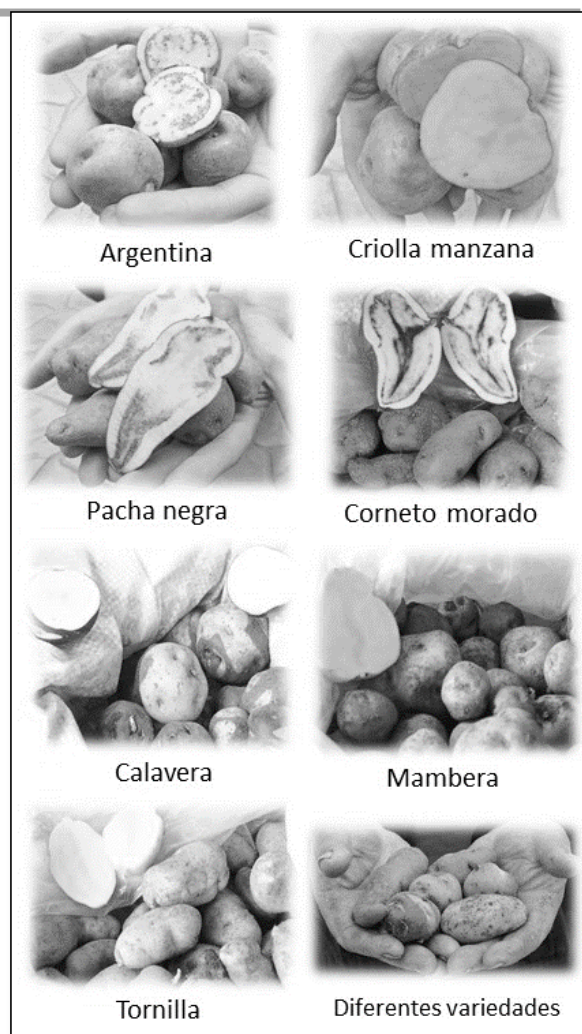 Argentina
Criolla manzana
Pacha negra
Corneto morado
Calavera
Mambera
Tornilla
Diferentes variedades